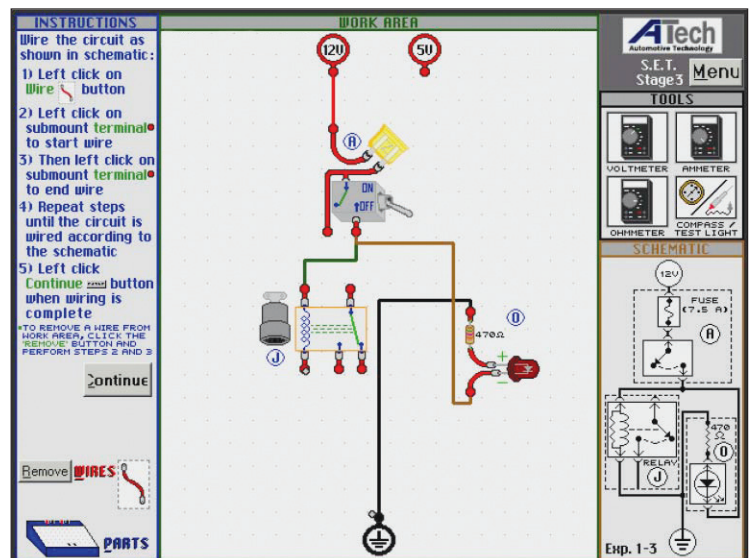 INSTRUCTIONS
Wire the circuit as
shown in schematic:
1) Left click on
Wire button
2) Left click on
submount terminal
to start wire
3) Then left click on
submount terminal
to end wire
4) Repeat steps
until the circuit is
wired according to
the schematic
5) Left click
Continue button
when wiring is
complete
*TO REMOVE A WIRE FROM
WORK AREA, CLICK THE
'REMOVE' BUTTON AND
PERFORM STEPS 2 AND 3
Continue
Remove WIRES
PARTS
WORK AREA
12V
5V
A
ON
OFF
J
O
470Ω
+
−
ATech
Automotive Technology
S.E.T.
Stage3
Menu
TOOLS
VOLTMETER
AMMETER
OHMMETER
COMPASS /
TEST LIGHT
SCHEMATIC
12V
FUSE
(7.5 A)
A
470
Ω
O
RELAY
J
Exp. 1-3